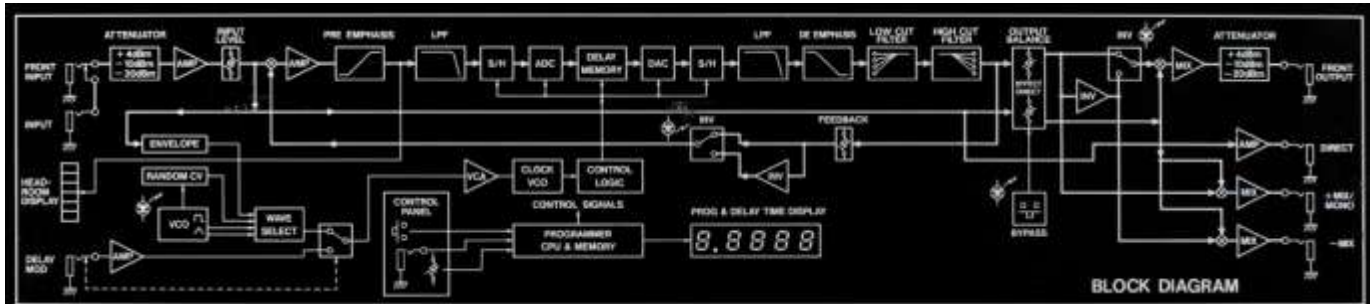 ATTENUATOR
INPUT
LEVEL
PRE EMPHASIS
LPF
LPF
DE EMPHASIS
LOW CUT
FILTER
HIGH CUT
FILTER
OUTPUT
BALANCE
INV
ATTENUATOR
FRONT
INPUT
+ 4dBm
- 10dBm
- 20dBm
AMP
AMP
S/H
ADC
DELAY
MEMORY
DAC
S/H
EFFECT
DIRECT
MIX
+ 4dBm
- 10dBm
- 20dBm
FRONT
OUTPUT
INV
INPUT
INV
FEEDBACK
ENVELOPE
AMP
DIRECT
HEAD-
ROOM
DISPLAY
RANDOM CV
VCA
CLOCK
VCO
CONTROL
LOGIC
INV
MIX
+MIX/
MONO
CONTROL
PANEL
CONTROL SIGNALS
PROG & DELAY TIME DISPLAY
VCO
WAVE
SELECT
PROGRAMMER
CPU & MEMORY
8.8888
BYPASS
MIX
-MIX
DELAY
MOD
AMP
BLOCK DIAGRAM